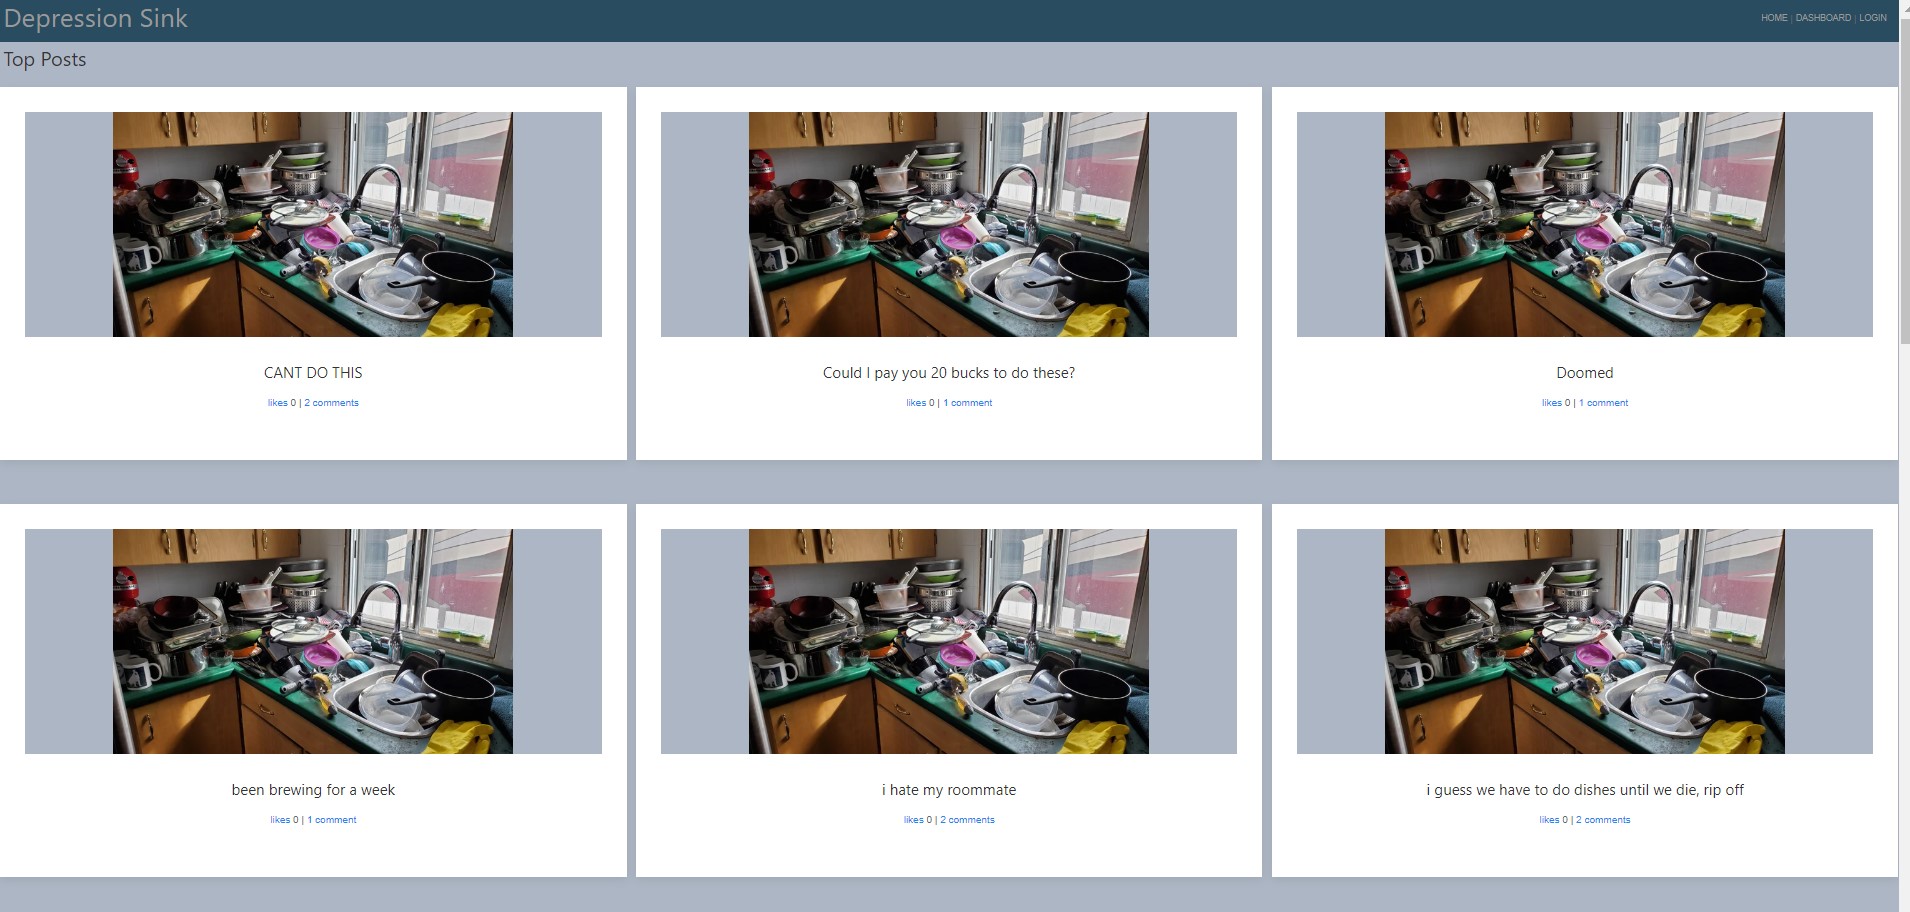 Depression Sink
HOME | DASHBOARD | LOGIN
Top Posts
CANT DO THIS
likes 0 | 2 comments
Could I pay you 20 bucks to do these?
likes 0 | 1 comment
Doomed
likes 0 | 1 comment
been brewing for a week
likes 0 | 1 comment
i hate my roommate
likes 0 | 2 comments
i guess we have to do dishes until we die, rip off
likes 0 | 2 comments